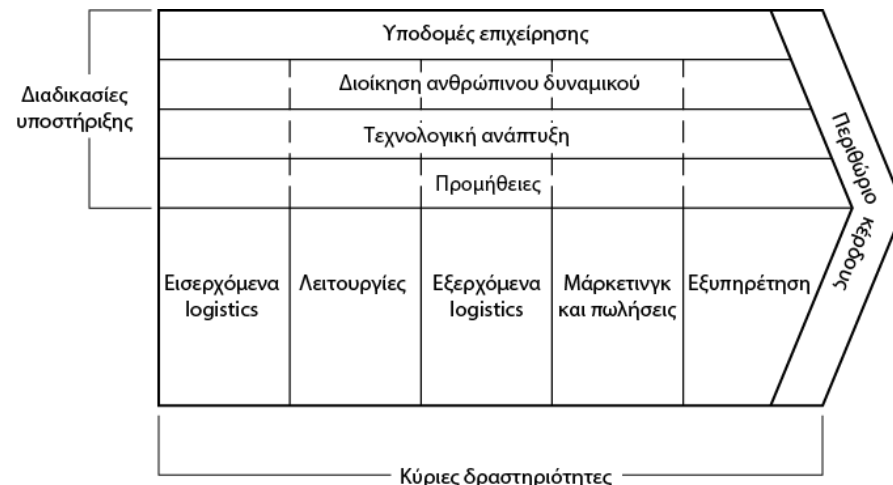 Υποδομές επιχείρησης
Διαδικασίες
υποστήριξης
Διοίκηση ανθρώπινου δυναμικού
Τεχνολογική ανάπτυξη
Προμήθειες
Εισερχόμενα
logistics
Λειτουργίες
Εξερχόμενα
logistics
Μάρκετινγκ
και πωλήσεις
Εξυπηρέτηση
Περιθώριο
κέρδους
Κύριες δραστηριότητες